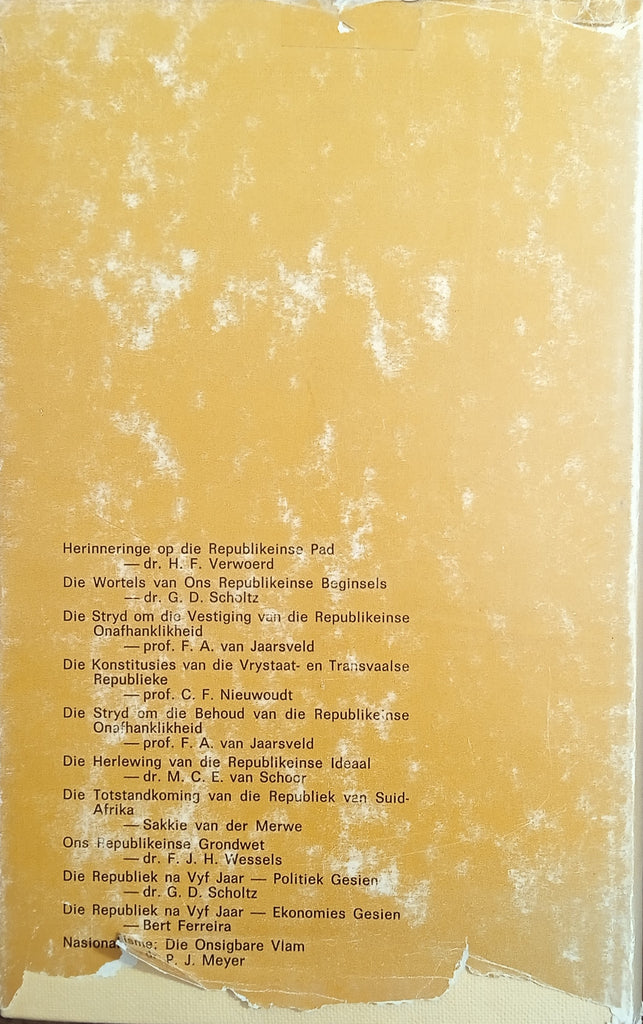 Herinneringe op die Republikeinse Pad
— dr. H. F. Verwoerd
Die Wortels van Ons Republikeinse Beginsels
— dr. G. D. Scholtz
Die Stryd om die Vestiging van die Republikeinse
Onafhanklikheid
— prof. F. A. van Jaarsveld
Die Konstitusies van die Vrystaat- en Transvaalse
Republieke
— prof. C. F. Nieuwoudt
Die Stryd om die Behoud van die Republikeinse
Onafhanklikheid
— prof. F. A. van Jaarsveld
Die Herlewing van die Republikeinse Ideaal
— dr. M. C. E. van Schoor
Die Totstandkoming van die Republiek van Suid-
Afrika
— Sakkie van der Merwe
Ons Republikeinse Grondwet
— dr. F. J. H. Wessels
Die Republiek na Vyf Jaar — Politiek Gesien
— dr. G. D. Scholtz
Die Republiek na Vyf Jaar — Ekonomies Gesien
— Bert Ferreira
Nasionalisme: Die Onsigbare Vlam
— dr. P. J. Meyer